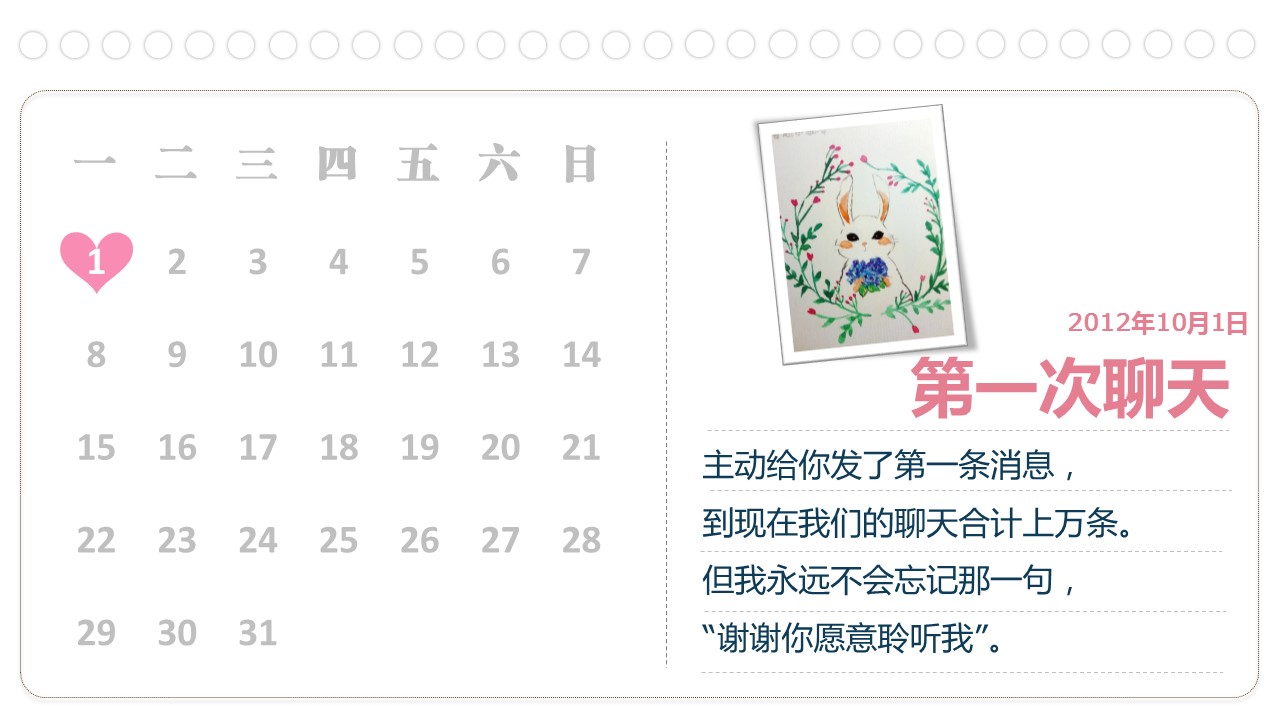 一 二 三 四 五 六 日
1 2 3 4 5 6 7
8 9 10 11 12 13 14
15 16 17 18 19 20 21
22 23 24 25 26 27 28
29 30 31
2012年10月1日
第一次聊天
主动给你发了第一条消息，
到现在我们的聊天合计上万条。
但我永远不会忘记那一句，
“谢谢你愿意聆听我”。